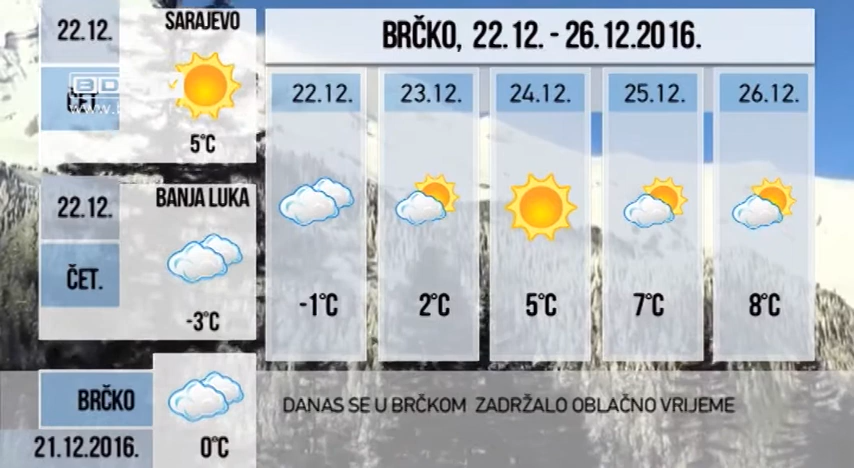 22.12.
SARAJEVO
ČET.
5°C
22.12.
BANJA LUKA
ČET.
-3°C
BRČKO
21.12.2016.
0°C
BRČKO, 22.12. - 26.12.2016.
22.12.
23.12.
24.12.
25.12.
26.12.
-1°C
2°C
5°C
7°C
8°C
DANAS SE U BRČKOM ZADRŽALO OBLAČNO VRIJEME